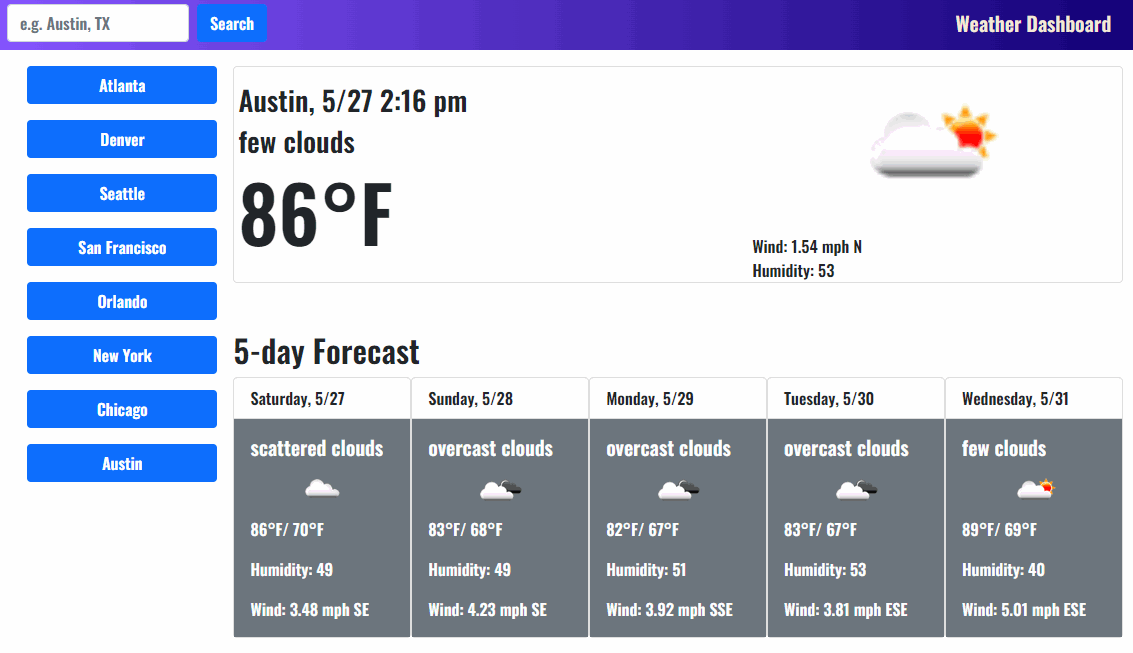 e.g. Austin, TX
Search
Weather Dashboard
Atlanta
Denver
Seattle
San Francisco
Orlando
New York
Chicago
Austin
Austin, 5/27 2:16 pm
few clouds
86°F
Wind: 1.54 mph N
Humidity: 53
5-day Forecast
Saturday, 5/27
scattered clouds
86°F/ 70°F
Humidity: 49
Wind: 3.48 mph SE
Sunday, 5/28
overcast clouds
83°F/ 68°F
Humidity: 49
Wind: 4.23 mph SE
Monday, 5/29
overcast clouds
82°F/ 67°F
Humidity: 51
Wind: 3.92 mph SSE
Tuesday, 5/30
overcast clouds
83°F/ 67°F
Humidity: 53
Wind: 3.81 mph ESE
Wednesday, 5/31
few clouds
89°F/ 69°F
Humidity: 40
Wind: 5.01 mph ESE